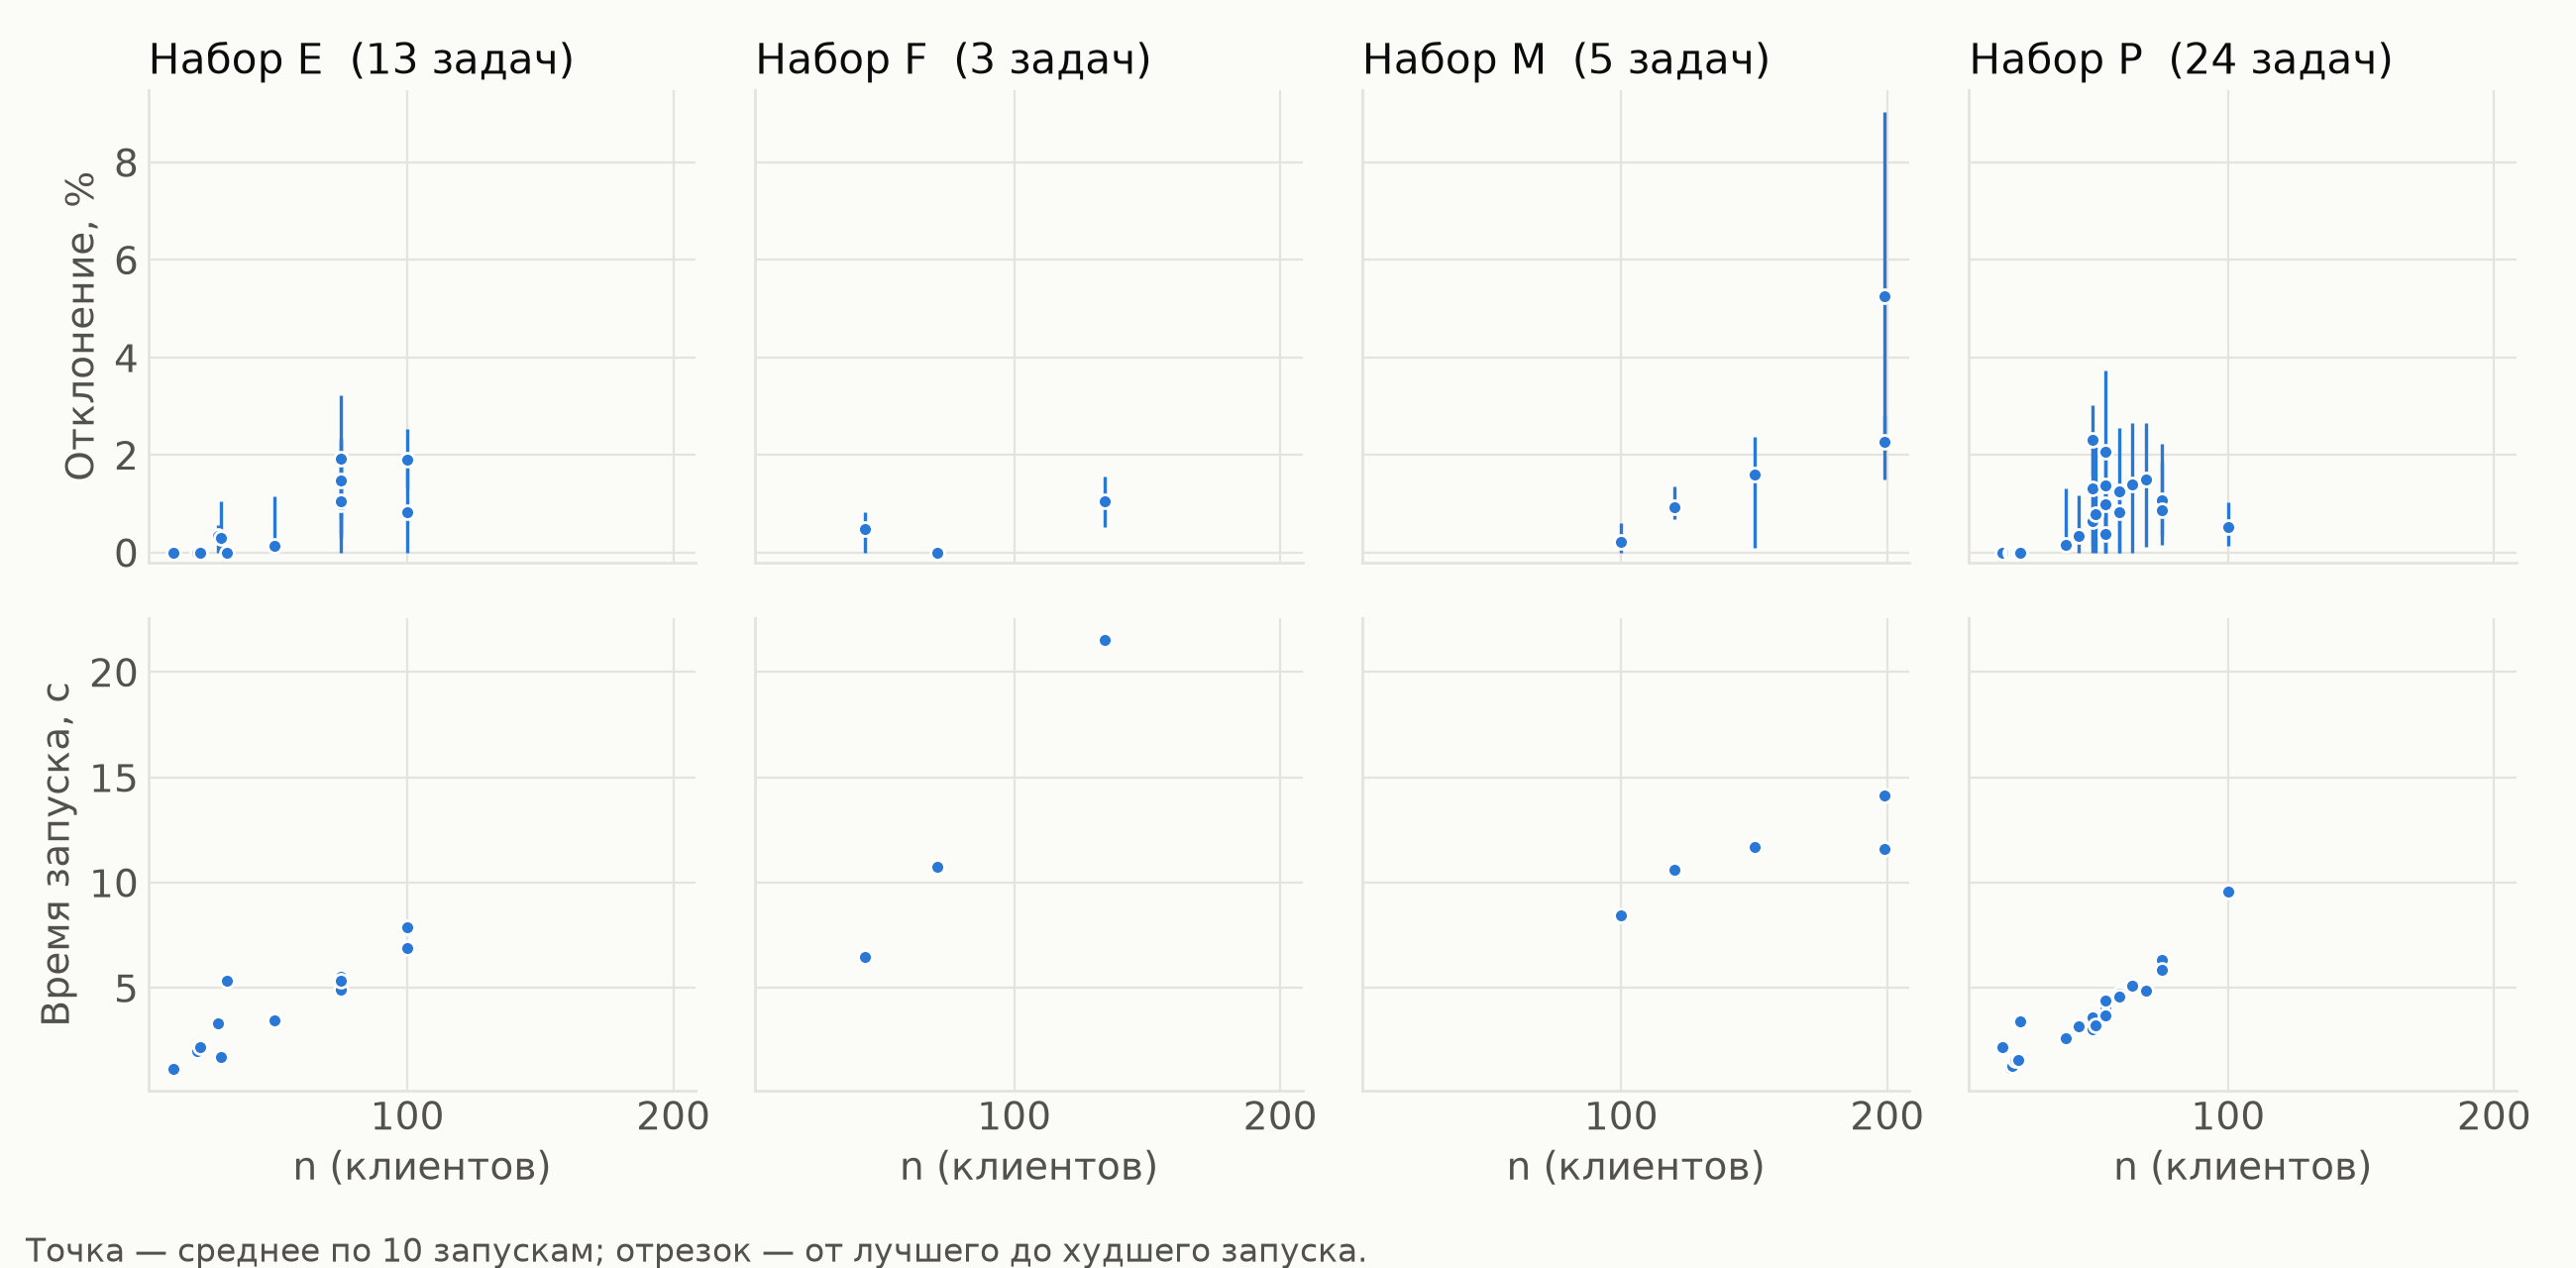 Набор E (13 задач)
Набор F (3 задач)
Набор M (5 задач)
Набор P (24 задач)
Отклонение, %
8
6
4
2
0
Время запуска, с
20
15
10
5
100 200
100 200
100 200
100 200
n (клиентов)
n (клиентов)
n (клиентов)
n (клиентов)
Точка — среднее по 10 запускам; отрезок — от лучшего до худшего запуска.